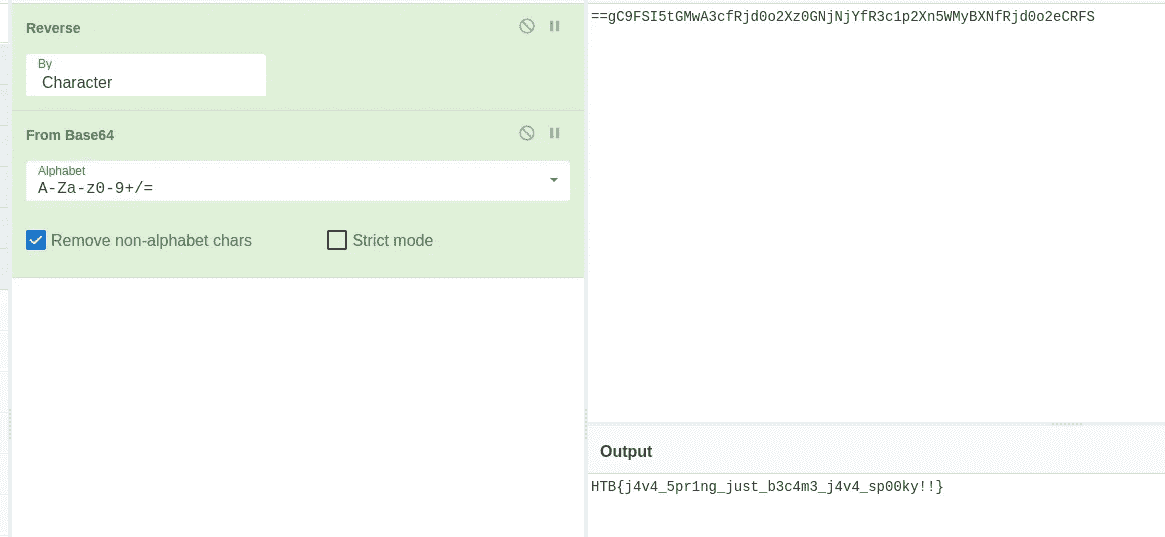 Reverse
By
Character
From Base64
Alphabet
A-Za-z0-9+/=
Remove non-alphabet chars
Strict mode
==gC9FSI5tGMwA3cfRjd0o2Xz0GNjNjYfR3c1p2Xn5WMyBXNfRjd0o2eCRFS
Output
HTB{j4v4_5pr1ng_just_b3c4m3_j4v4_sp00ky!!}